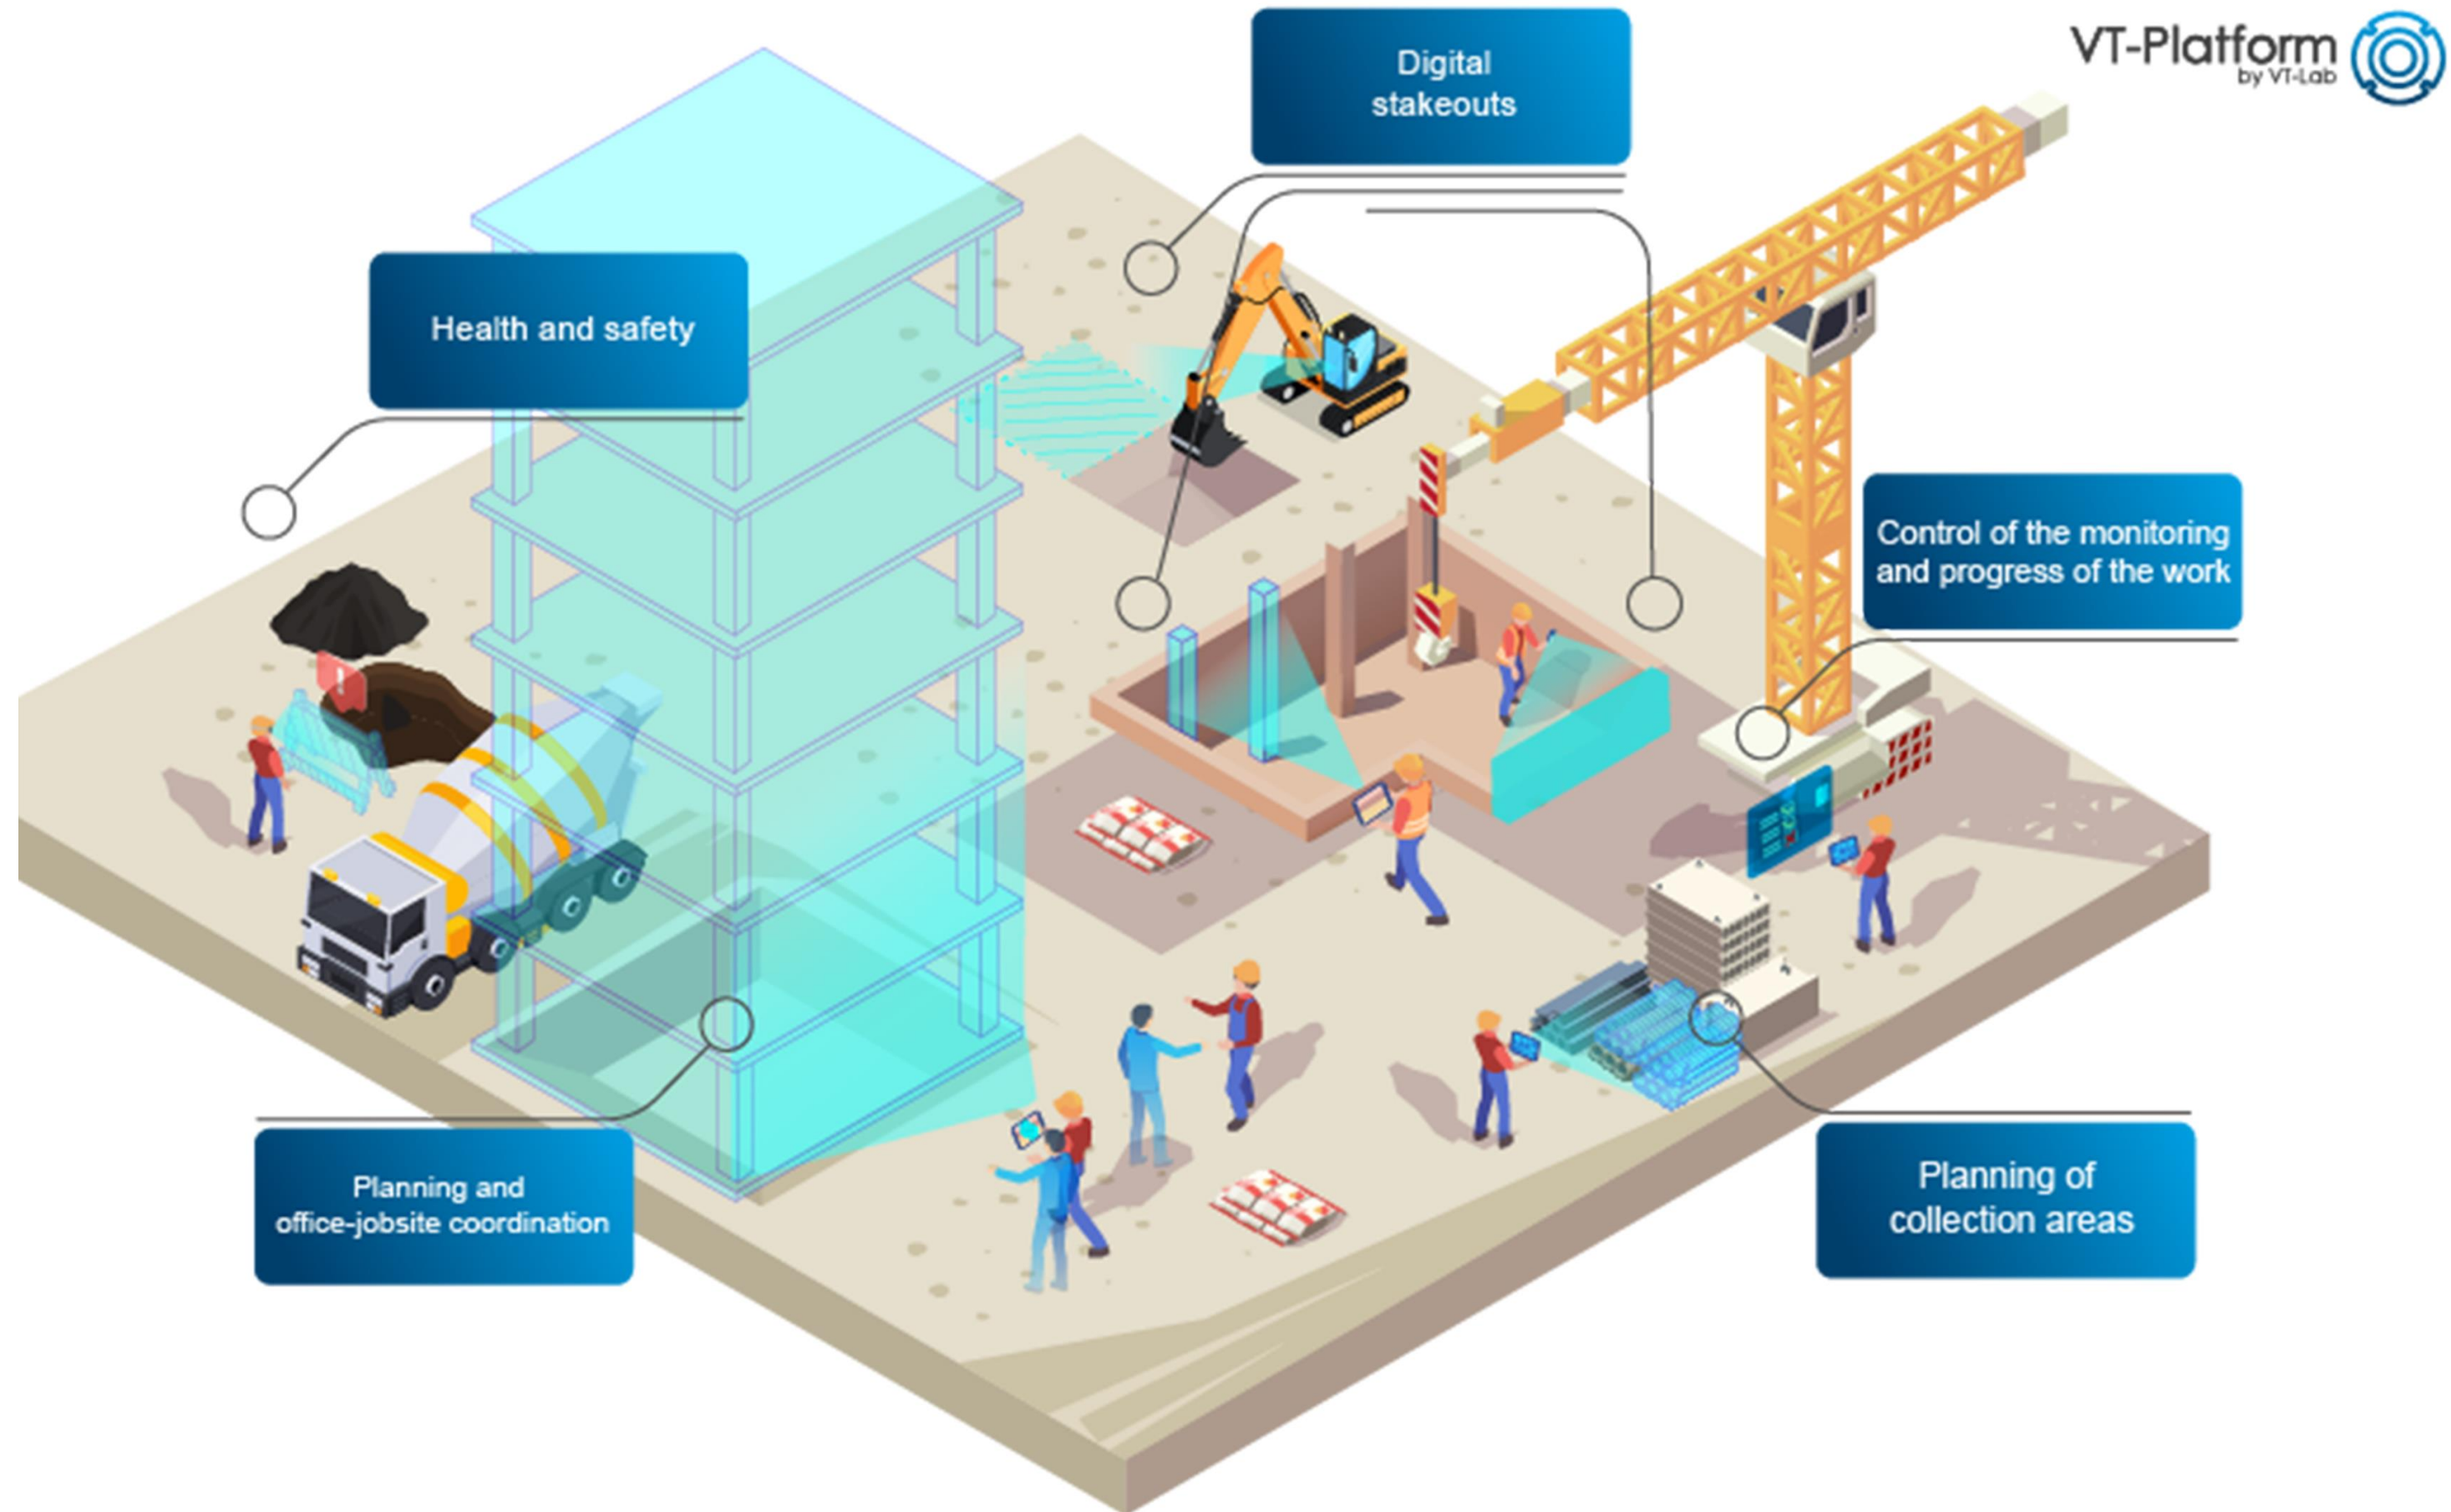 VT-Platform
by VT-Lab
Digital
stakeouts
Health and safety
Control of the monitoring
and progress of the work
!
Planning and
office-jobsite coordination
Planning of
collection areas